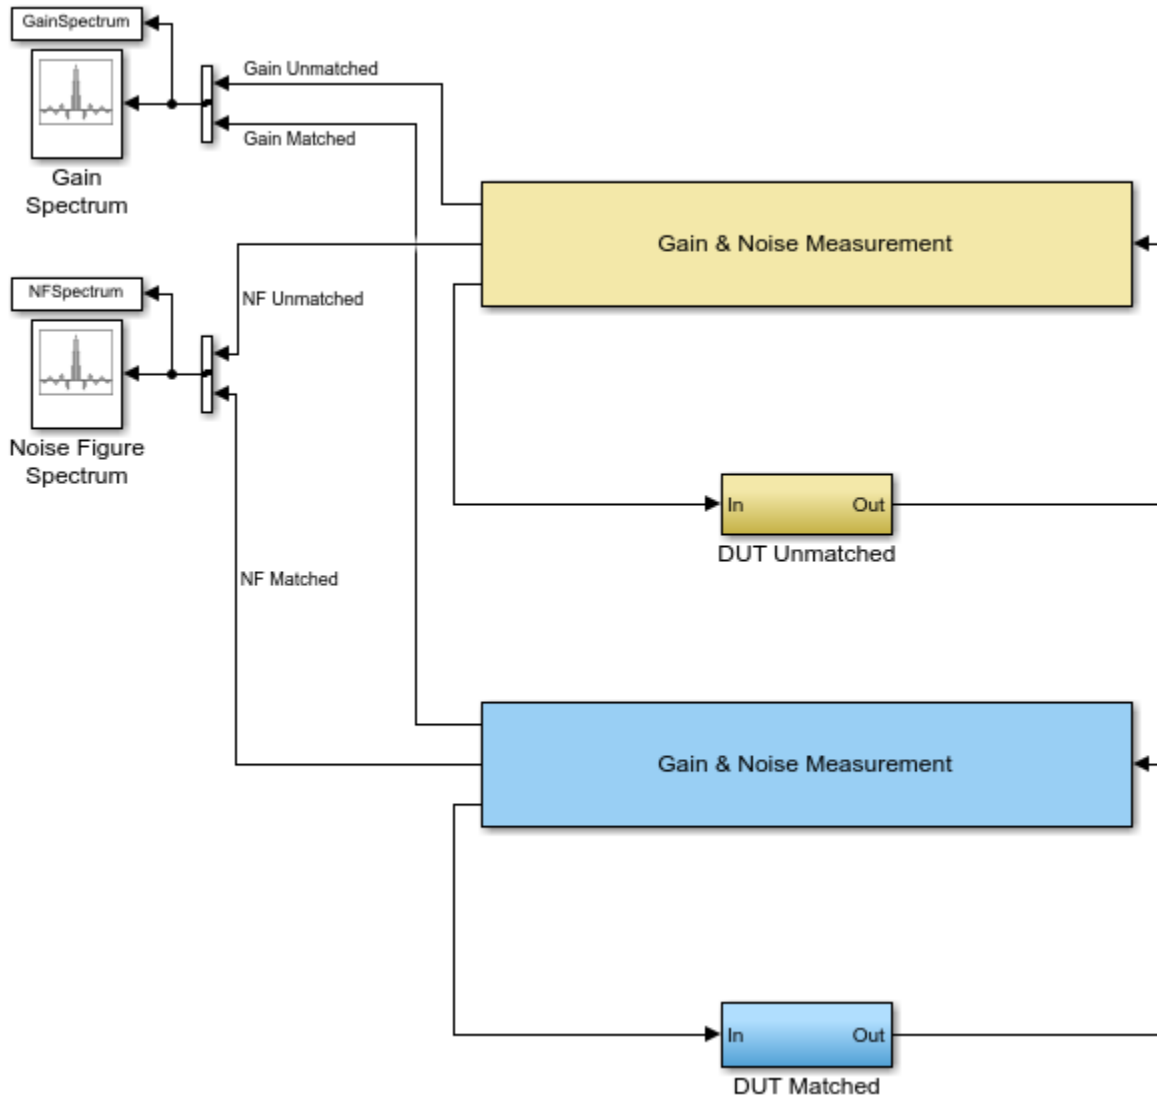 GainSpectrum
Gain Unmatched
Gain Matched
Gain
Spectrum
Gain & Noise Measurement
NFSpectrum
NF Unmatched
Noise Figure
Spectrum
In
Out
DUT Unmatched
NF Matched
Gain & Noise Measurement
In
Out
DUT Matched